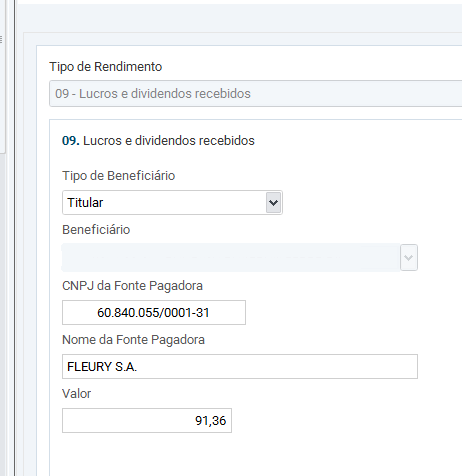 Tipo de Rendimento
09 - Lucros e dividendos recebidos
09. Lucros e dividendos recebidos
Tipo de Beneficiário
Titular
Beneficiário
CNPJ da Fonte Pagadora
60.840.055/0001-31
Nome da Fonte Pagadora
FLEURY S.A.
Valor
91,36